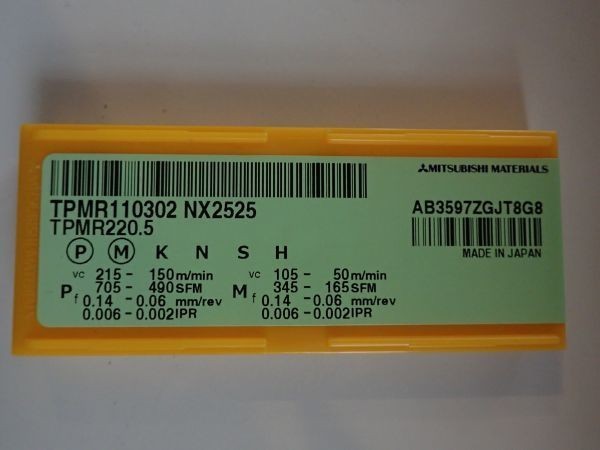 MITSUBISHI MATERIALS
TPMR110302 NX2525
TPMR220.5
AB3597ZGJT8G8
MADE IN JAPAN
P M K N S H
P vc 215 - 150 m/min
705 - 490 SFM
f 0.14 - 0.06 mm/rev
0.006 - 0.002 IPR
M vc 105 - 50 m/min
345 - 165 SFM
f 0.14 - 0.06 mm/rev
0.006 - 0.002 IPR